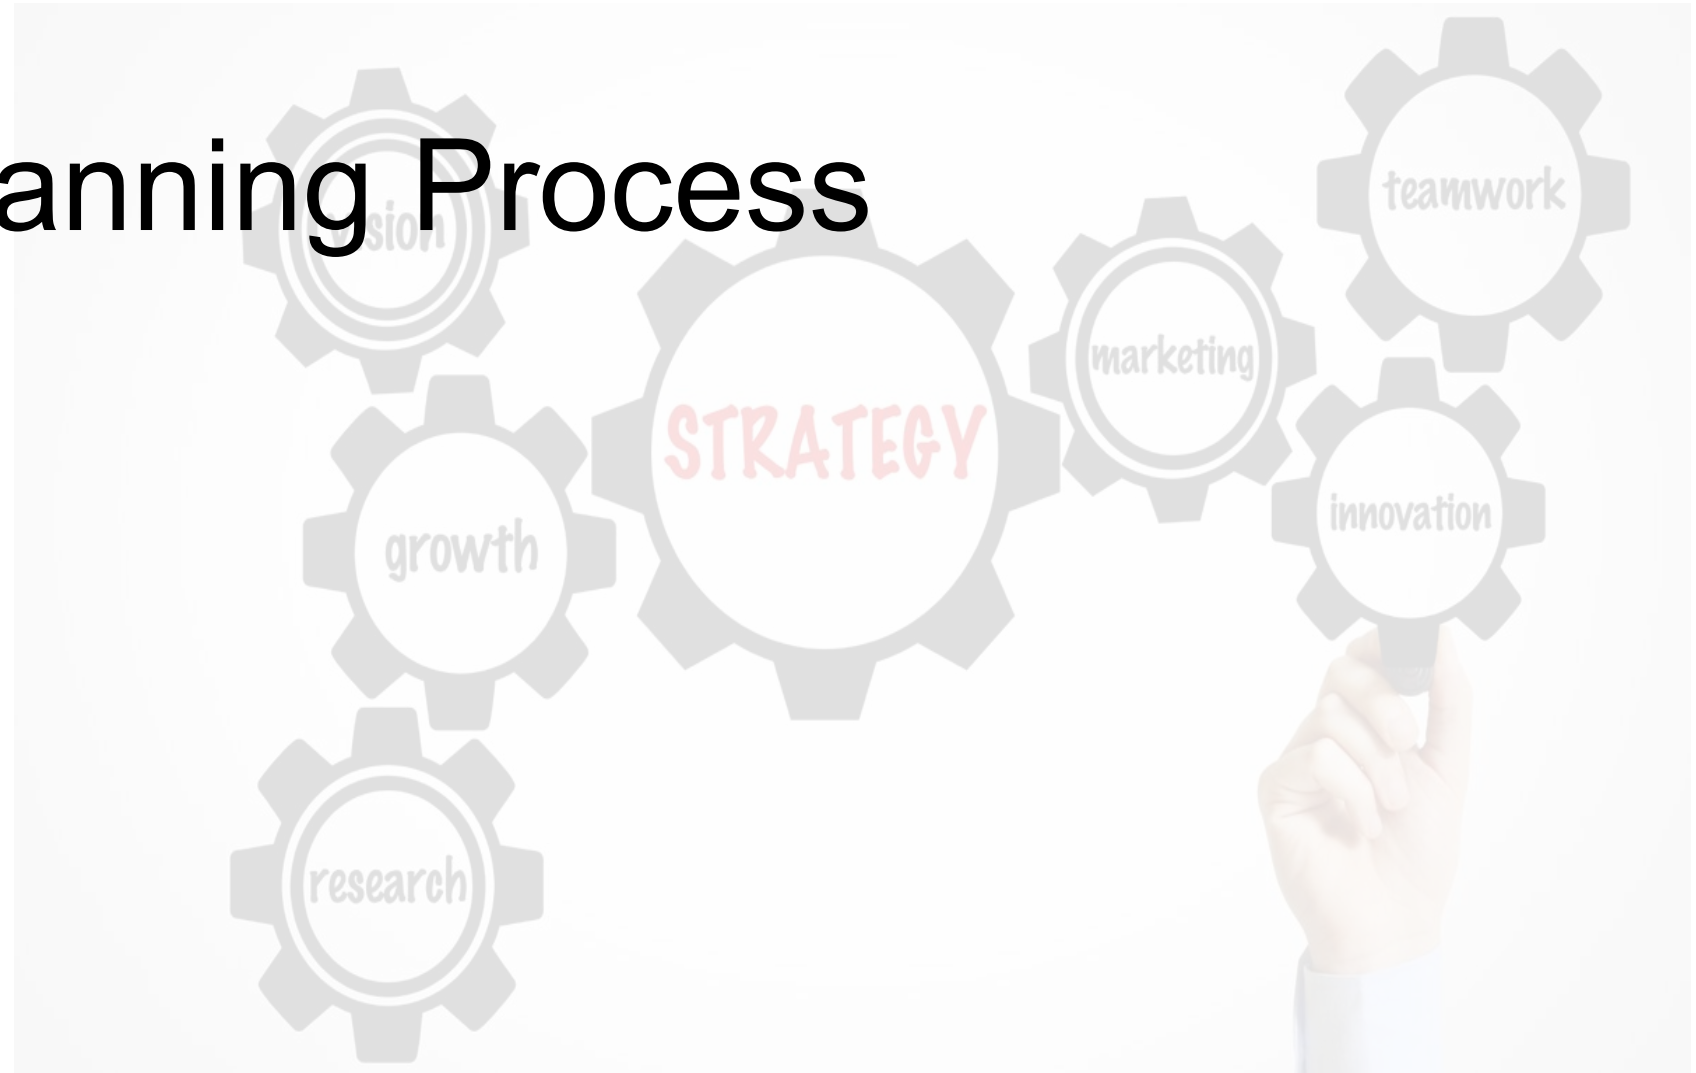 anning Process
sion
teamwork
marketing
STRATEGY
innovation
growth
research